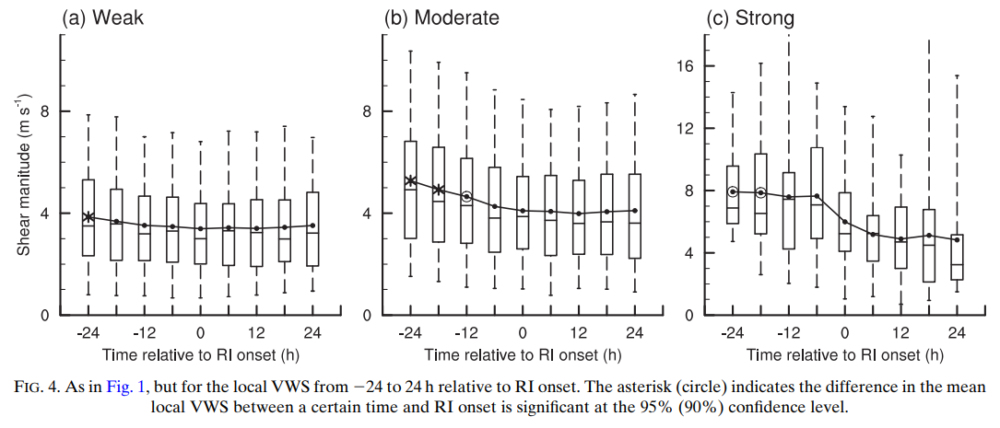 (a) Weak
(b) Moderate
(c) Strong
Shear manitude (m s⁻¹)
8
4
0
-24 -12 0 12 24
Time relative to RI onset (h)
8
4
0
-24 -12 0 12 24
Time relative to RI onset (h)
16
12
8
4
0
-24 -12 0 12 24
Time relative to RI onset (h)
FIG. 4. As in Fig. 1, but for the local VWS from −24 to 24 h relative to RI onset. The asterisk (circle) indicates the difference in the mean
local VWS between a certain time and RI onset is significant at the 95% (90%) confidence level.